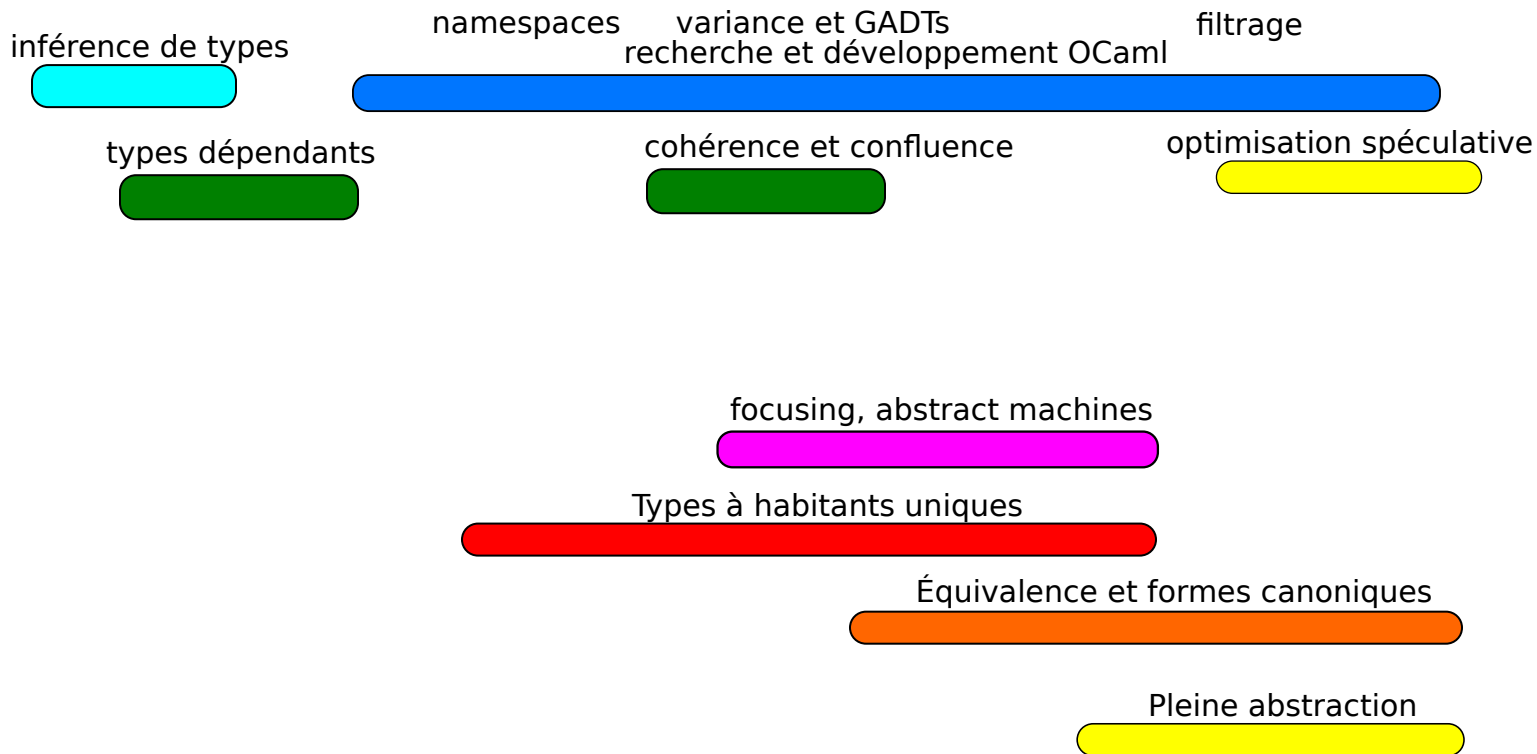 namespaces
variance et GADTs
filtrage
inférence de types
recherche et développement OCaml
types dépendants
cohérence et confluence
optimisation spéculative
focusing, abstract machines
Types à habitants uniques
Équivalence et formes canoniques
Pleine abstraction